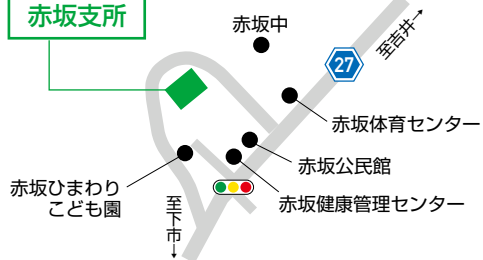 赤坂支所
赤坂中
至吉井→
27
赤坂体育センター
赤坂公民館
赤坂健康管理センター
赤坂ひまわり
こども園
至下市→